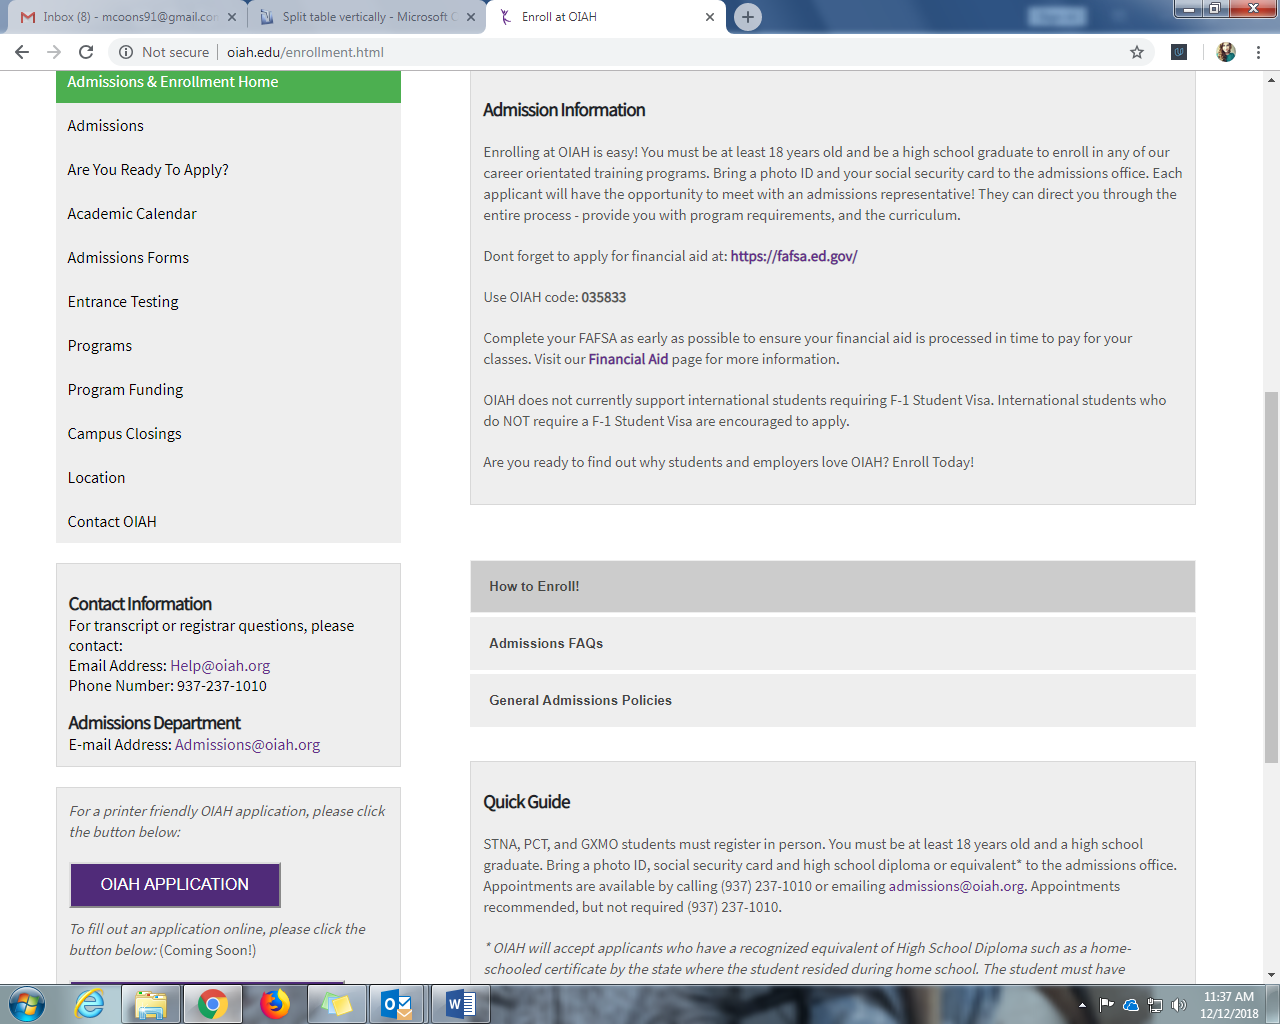 Inbox (8) - mcoons91@gmail.con
Split table vertically - Microsoft C
Enroll at OIAH
Not secure
oiah.edu/enrollment.html
Admissions & Enrollment Home
Admissions
Are You Ready To Apply?
Academic Calendar
Admissions Forms
Entrance Testing
Programs
Program Funding
Campus Closings
Location
Contact OIAH
Contact Information
For transcript or registrar questions, please
contact:
Email Address: Help@oiah.org
Phone Number: 937-237-1010
Admissions Department
E-mail Address: Admissions@oiah.org
For a printer friendly OIAH application, please click
the button below:
OIAH APPLICATION
To fill out an application online, please click the
button below: (Coming Soon!)
Admission Information
Enrolling at OIAH is easy! You must be at least 18 years old and be a high school graduate to enroll in any of our
career orientated training programs. Bring a photo ID and your social security card to the admissions office. Each
applicant will have the opportunity to meet with an admissions representative! They can direct you through the
entire process - provide you with program requirements, and the curriculum.
Dont forget to apply for financial aid at: https://fafsa.ed.gov/
Use OIAH code: 035833
Complete your FAFSA as early as possible to ensure your financial aid is processed in time to pay for your
classes. Visit our Financial Aid page for more information.
OIAH does not currently support international students requiring F-1 Student Visa. International students who
do NOT require a F-1 Student Visa are encouraged to apply.
Are you ready to find out why students and employers love OIAH? Enroll Today!
How to Enroll!
Admissions FAQs
General Admissions Policies
Quick Guide
STNA, PCT, and GXMO students must register in person. You must be at least 18 years old and a high school
graduate. Bring a photo ID, social security card and high school diploma or equivalent* to the admissions office.
Appointments are available by calling (937) 237-1010 or emailing admissions@oiah.org. Appointments
recommended, but not required (937) 237-1010.
* OIAH will accept applicants who have a recognized equivalent of High School Diploma such as a home-
schooled certificate by the state where the student resided during home school. The student must have
11:37 AM
12/12/2018